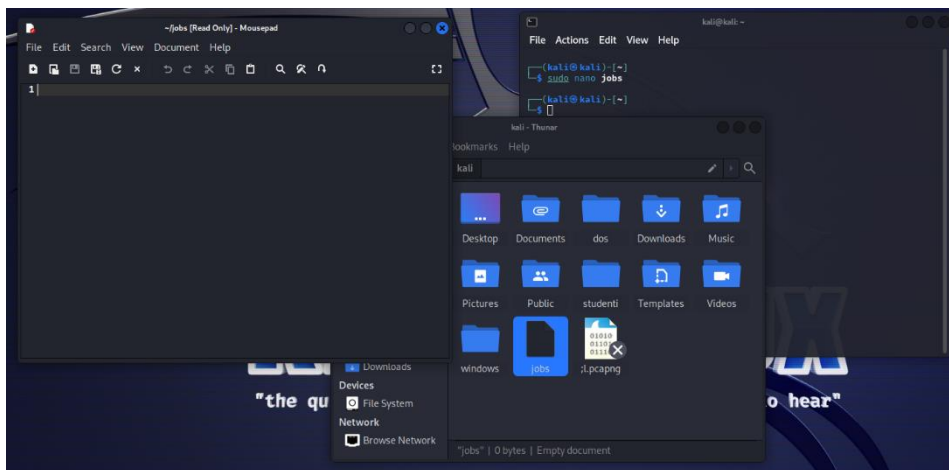 ~/jobs [Read Only] - Mousepad
File Edit Search View Document Help
1
kali@kali: ~
File Actions Edit View Help
(kali㉿kali)-[~]
$ sudo nano jobs
(kali㉿kali)-[~]
$
kali - Thunar
Bookmarks Help
kali
Desktop Documents dos Downloads Music
Pictures Public studenti Templates Videos
windows jobs ;l.pcapng
Downloads
Devices
File System
Network
Browse Network
"jobs" | 0 bytes | Empty document
"the qu
o hear"